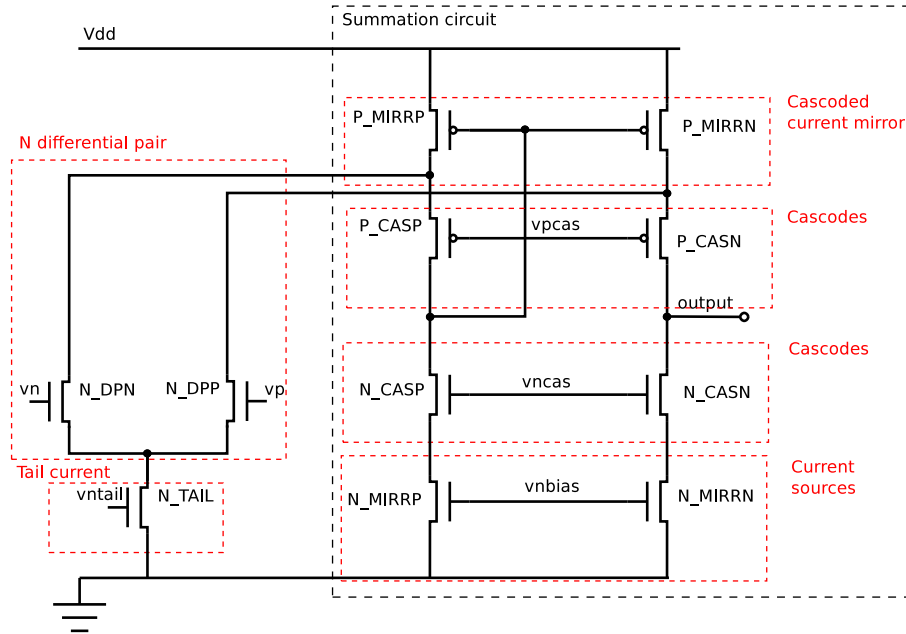 Summation circuit
Vdd
P_MIRRP
P_MIRRN
Cascoded
current mirror
N differential pair
P_CASP
vpcas
P_CASN
Cascodes
output
Cascodes
vn
N_DPN
N_DPP
vp
N_CASP
vncas
N_CASN
Tail current
vntail
N_TAIL
N_MIRRP
vnbias
N_MIRRN
Current
sources